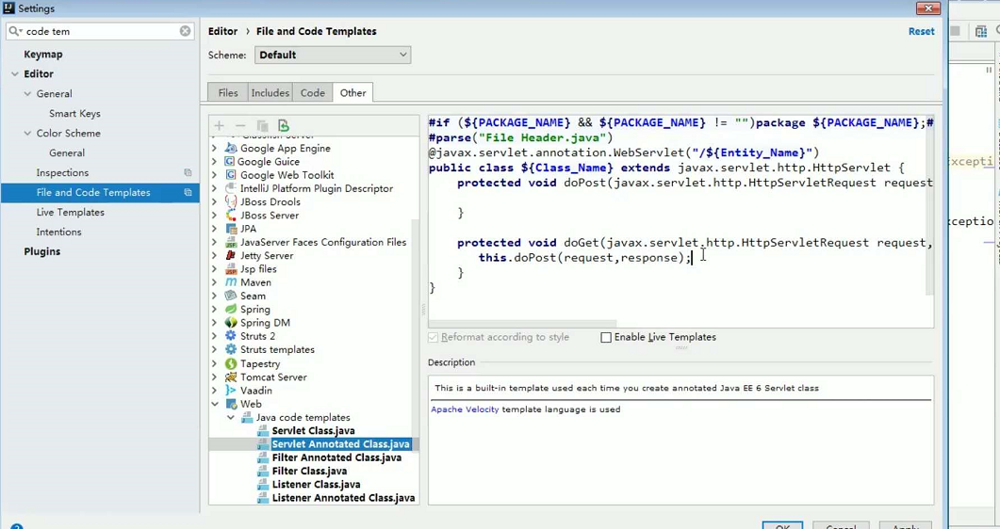 Settings
code tem
Keymap
Editor
General
Smart Keys
Color Scheme
General
Inspections
File and Code Templates
Live Templates
Intentions
Plugins
Editor › File and Code Templates
Reset
Scheme: Default
Files Includes Code Other
Google App Engine
Google Guice
Google Web Toolkit
IntelliJ Platform Plugin Descriptor
JBoss Drools
JBoss Server
JPA
JavaServer Faces Configuration Files
Jetty Server
Jsp files
Maven
Seam
Spring
Spring DM
Struts 2
Struts templates
Tapestry
Tomcat Server
Vaadin
Web
Java code templates
Servlet Class.java
Servlet Annotated Class.java
Filter Annotated Class.java
Filter Class.java
Listener Class.java
Listener Annotated Class.java
#if (${PACKAGE_NAME} && ${PACKAGE_NAME} != "")package ${PACKAGE_NAME};#
#parse("File Header.java")
@javax.servlet.annotation.WebServlet("/${Entity_Name}")
public class ${Class_Name} extends javax.servlet.http.HttpServlet {
protected void doPost(javax.servlet.http.HttpServletRequest request
}
protected void doGet(javax.servlet.http.HttpServletRequest request,
this.doPost(request,response);
}
}
Reformat according to style
Enable Live Templates
Description
This is a built-in template used each time you create annotated Java EE 6 Servlet class
Apache Velocity template language is used
OK Cancel Apply